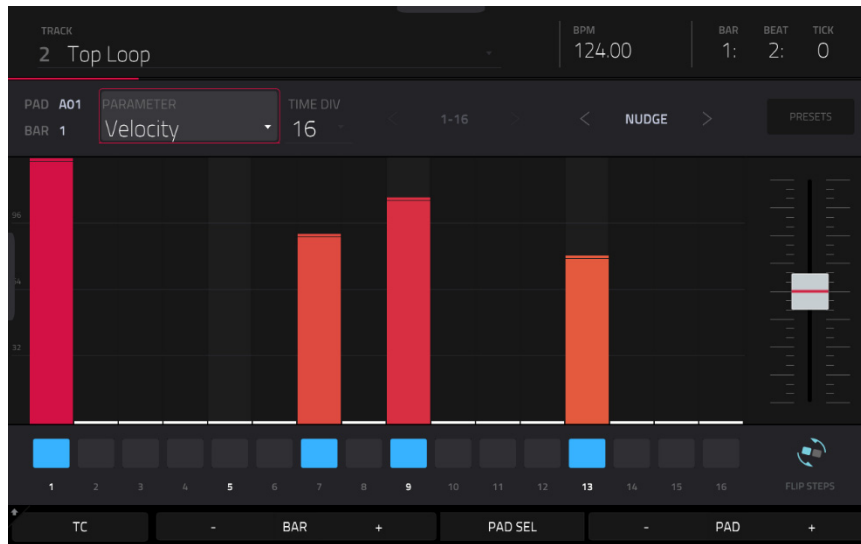 TRACK BPM BAR BEAT TICK
2 Top Loop 124.00 1: 2: 0
PAD A01 PARAMETER TIME DIV
BAR 1 Velocity 16 < 1-16 < NUDGE > PRESETS
96
64
32
1 2 3 4 5 6 7 8 9 10 11 12 13 14 15 16 FLIP STEPS
TC - BAR + PAD SEL - PAD +